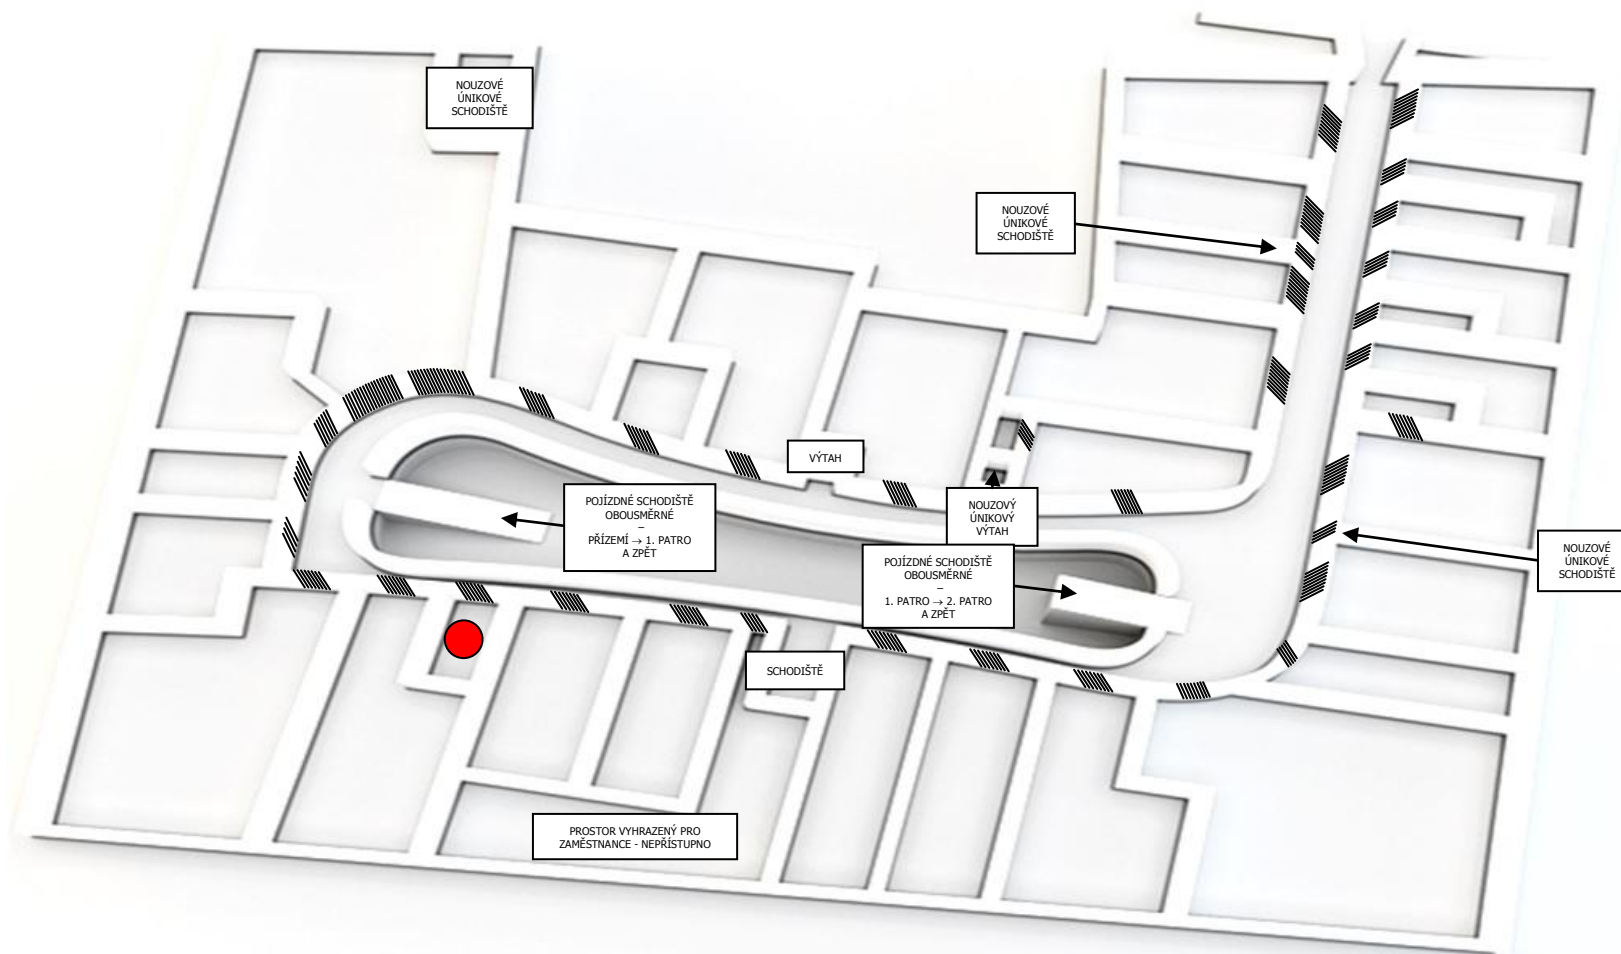 NOUZOVÉ
ÚNIKOVÉ
SCHODIŠTĚ
NOUZOVÉ
ÚNIKOVÉ
SCHODIŠTĚ
VÝTAH
POJÍZDNÉ SCHODIŠTĚ
OBOUSMĚRNÉ
–
PŘÍZEMÍ → 1. PATRO
A ZPĚT
NOUZOVÝ
ÚNIKOVÝ
VÝTAH
POJÍZDNÉ SCHODIŠTĚ
OBOUSMĚRNÉ
–
1. PATRO → 2. PATRO
A ZPĚT
NOUZOVÉ
ÚNIKOVÉ
SCHODIŠTĚ
SCHODIŠTĚ
PROSTOR VYHRAZENÝ PRO
ZAMĚSTNANCE - NEPŘÍSTUPNO